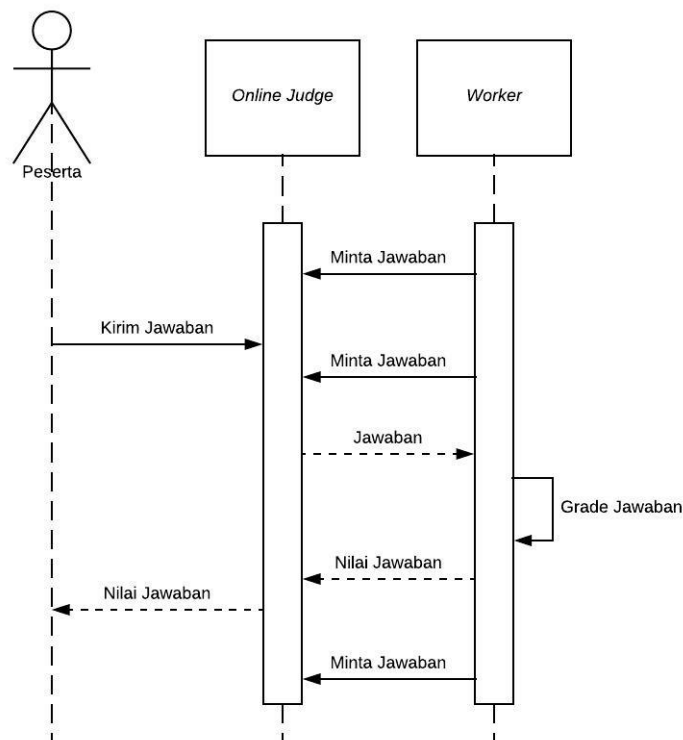 Online Judge
Worker
Peserta
Minta Jawaban
Kirim Jawaban
Minta Jawaban
Jawaban
Grade Jawaban
Nilai Jawaban
Nilai Jawaban
Minta Jawaban